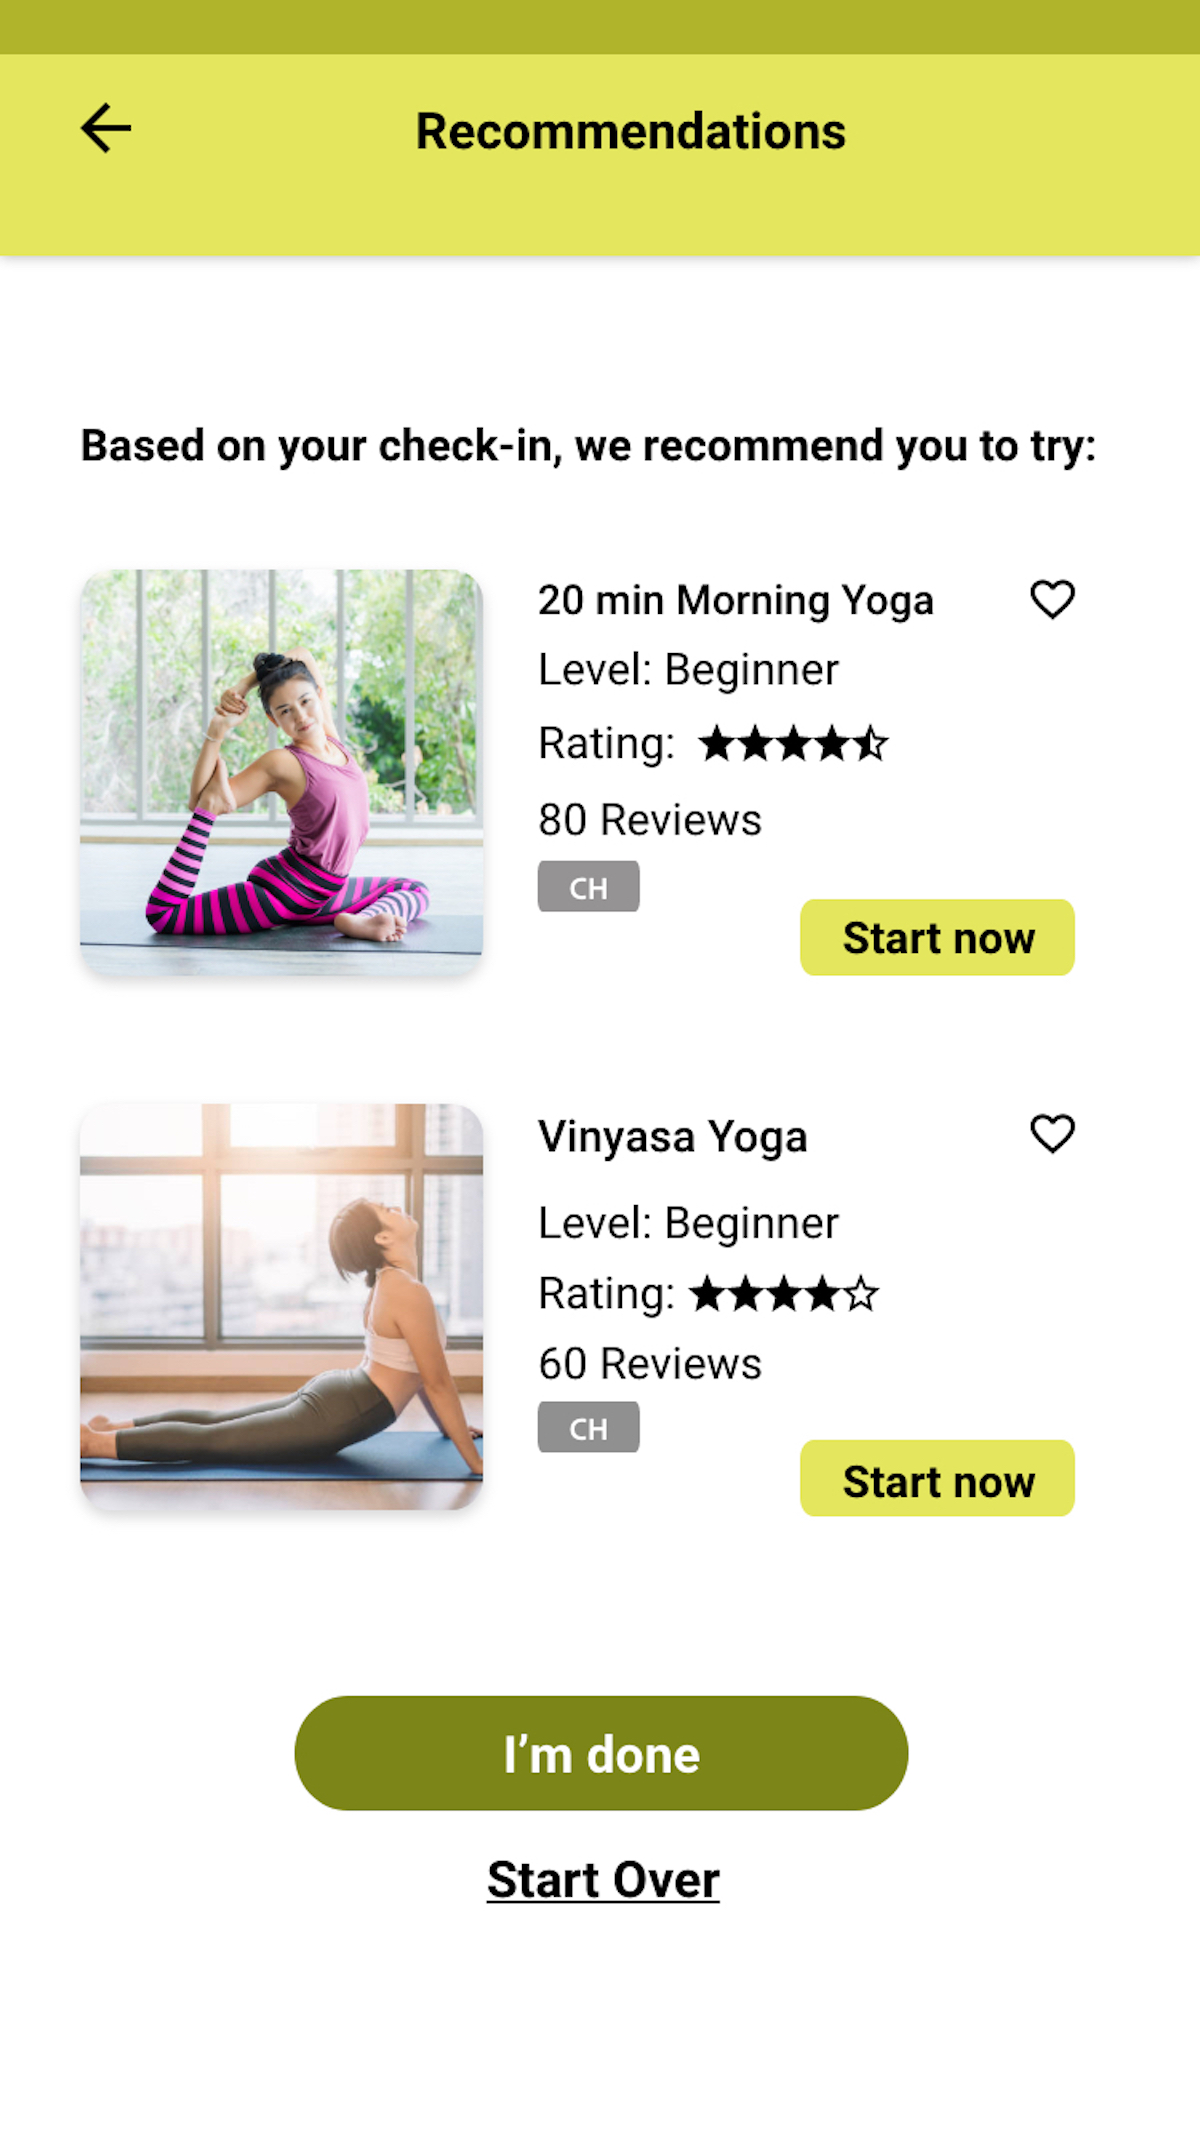 Recommendations
Based on your check-in, we recommend you to try:
20 min Morning Yoga
Level: Beginner
Rating:
80 Reviews
CH
Start now
Vinyasa Yoga
Level: Beginner
Rating:
60 Reviews
CH
Start now
I’m done
Start Over